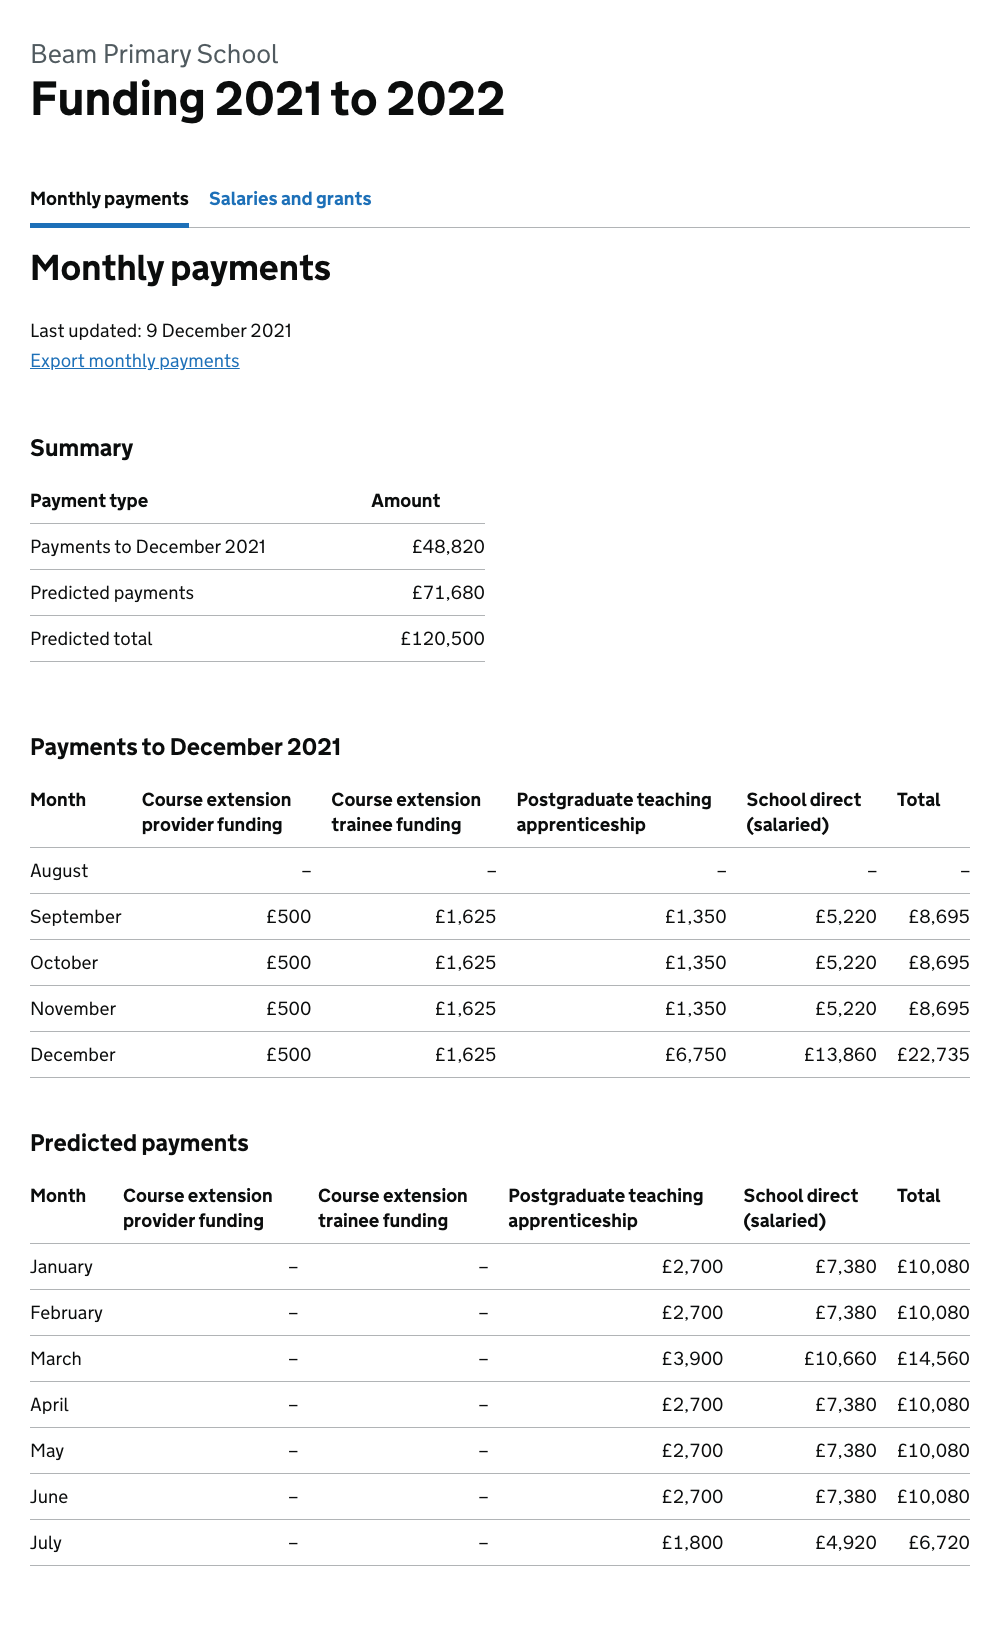 Beam Primary School
Funding 2021 to 2022
Monthly payments Salaries and grants
Monthly payments
Last updated: 9 December 2021
Export monthly payments
Summary
Payment type Amount
Payments to December 2021 £48,820
Predicted payments £71,680
Predicted total £120,500
Payments to December 2021
Month Course extension provider funding Course extension trainee funding Postgraduate teaching apprenticeship School direct (salaried) Total
August – – – – –
September £500 £1,625 £1,350 £5,220 £8,695
October £500 £1,625 £1,350 £5,220 £8,695
November £500 £1,625 £1,350 £5,220 £8,695
December £500 £1,625 £6,750 £13,860 £22,735
Predicted payments
Month Course extension provider funding Course extension trainee funding Postgraduate teaching apprenticeship School direct (salaried) Total
January – – £2,700 £7,380 £10,080
February – – £2,700 £7,380 £10,080
March – – £3,900 £10,660 £14,560
April – – £2,700 £7,380 £10,080
May – – £2,700 £7,380 £10,080
June – – £2,700 £7,380 £10,080
July – – £1,800 £4,920 £6,720